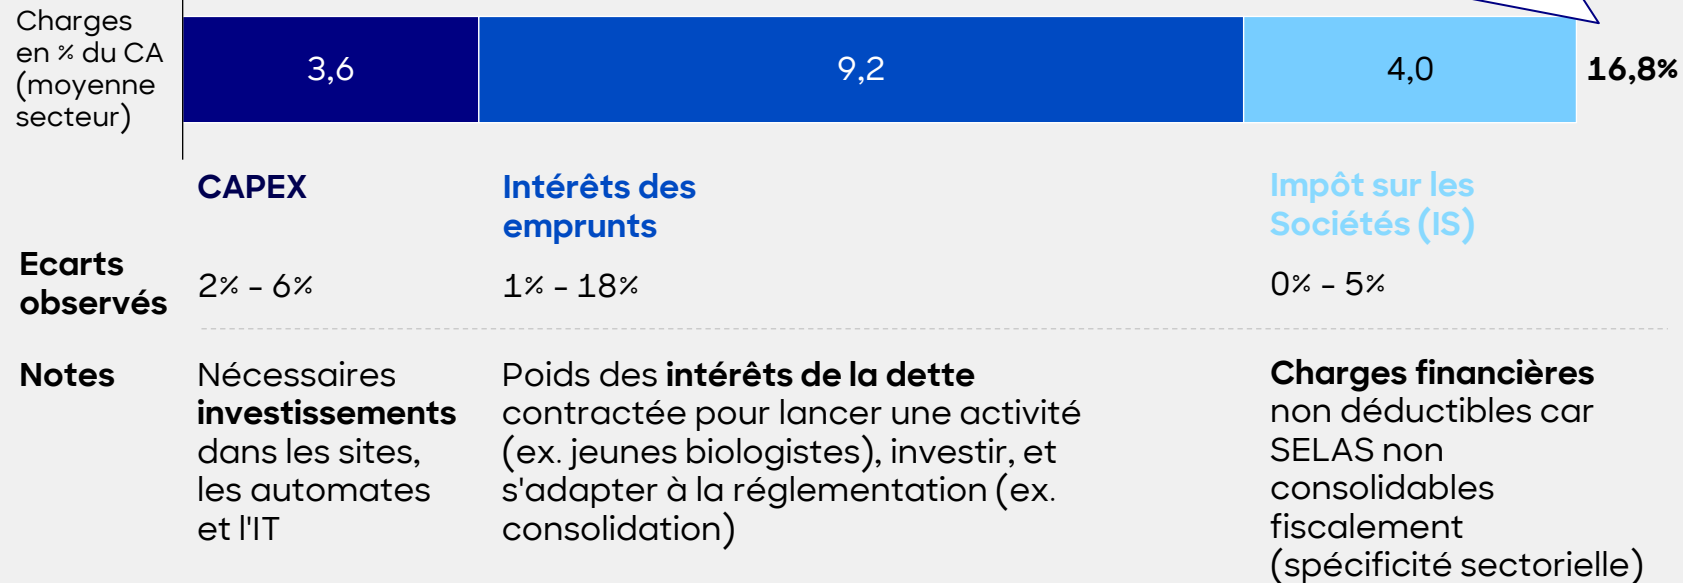 Charges
en % du CA
(moyenne
secteur)
3,6
9,2
4,0
16,8%
CAPEX
Intérêts des
emprunts
Impôt sur les
Sociétés (IS)
Ecarts
observés
2% – 6%
1% – 18%
0% – 5%
Notes
Nécessaires
investissements
dans les sites,
les automates
et l'IT
Poids des intérêts de la dette
contractée pour lancer une activité
(ex. jeunes biologistes), investir, et
s'adapter à la réglementation (ex.
consolidation)
Charges financières
non déductibles car
SELAS non
consolidables
fiscalement
(spécificité sectorielle)